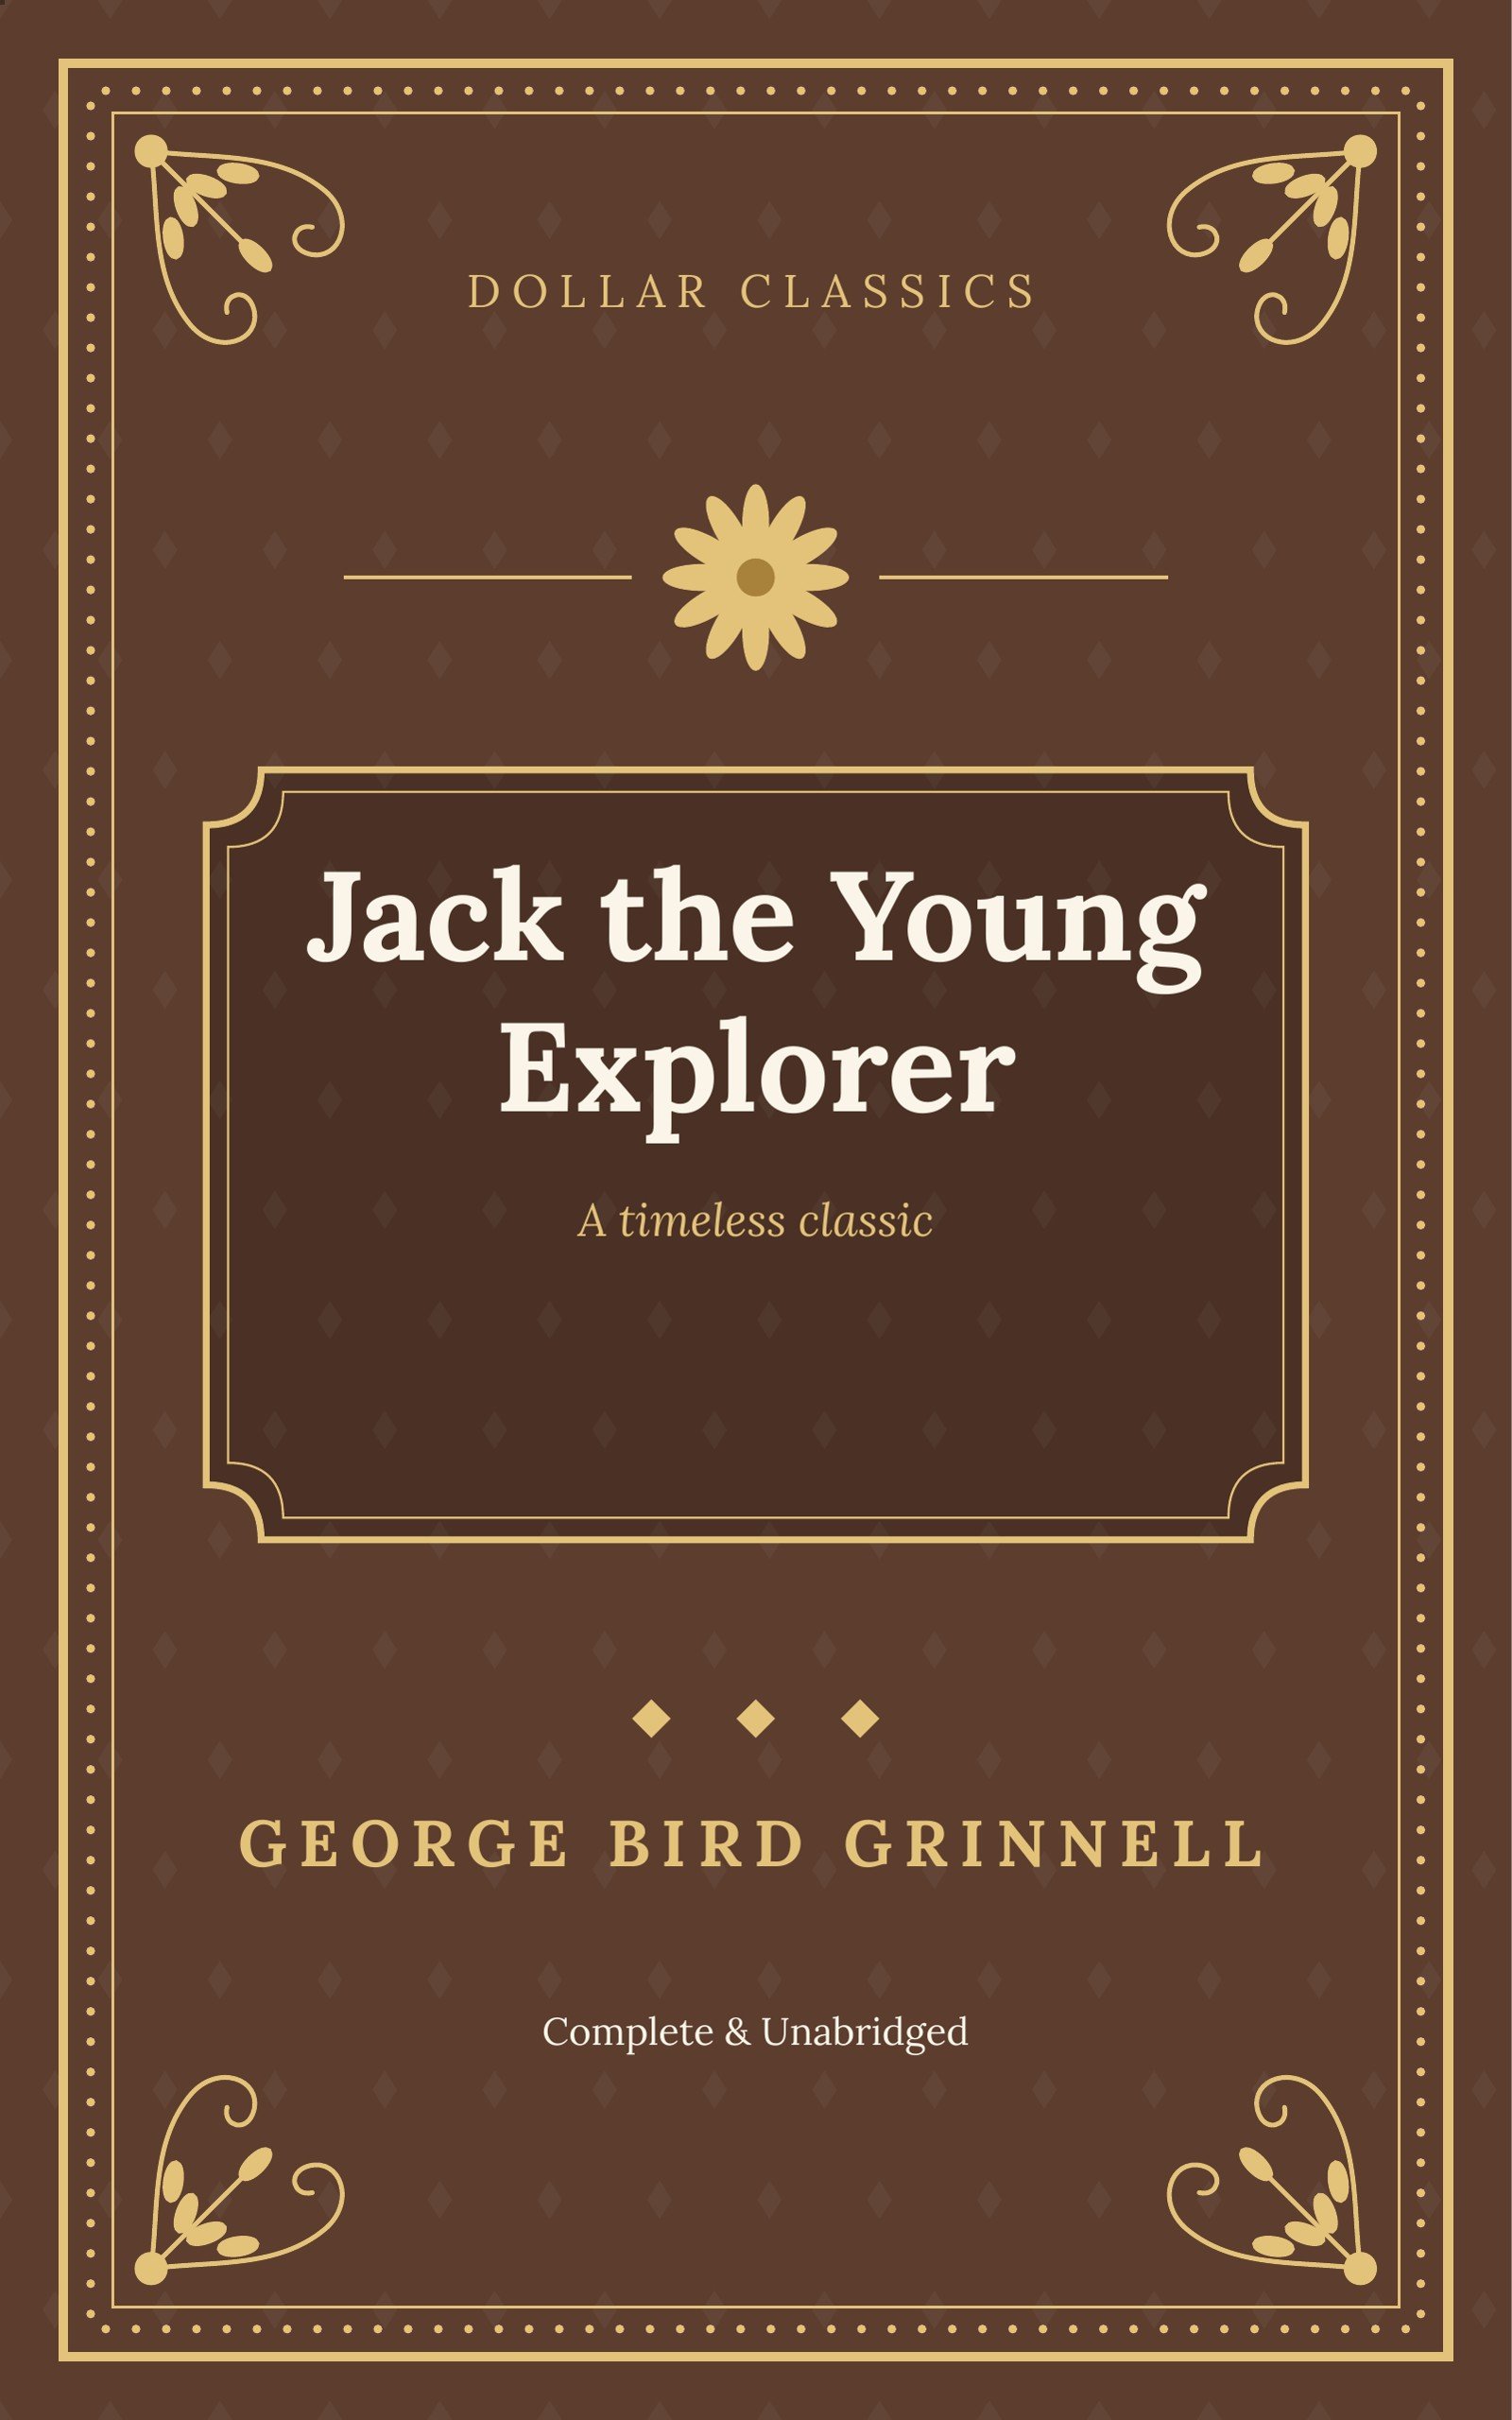 DOLLAR CLASSICS
Jack the Young
Explorer
A timeless classic
GEORGE BIRD GRINNELL
Complete & Unabridged